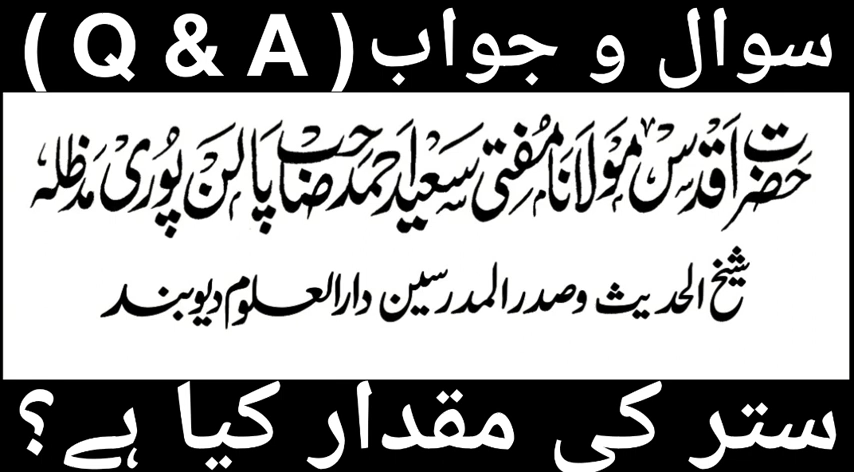 سوال و جواب ( Q & A )
حضرت اقدس مولانا مفتی سعید احمد صاحب پالن پوری مدظلہ
شیخ الحدیث وصدر المدرسین دارالعلوم دیوبند
ستر کی مقدار کیا ہے؟